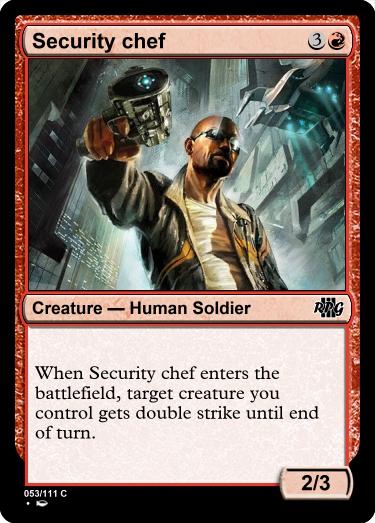 Security chef
3
Creature — Human Soldier
RPG
When Security chef enters the
battlefield, target creature you
control gets double strike until end
of turn.
2/3
053/111 C